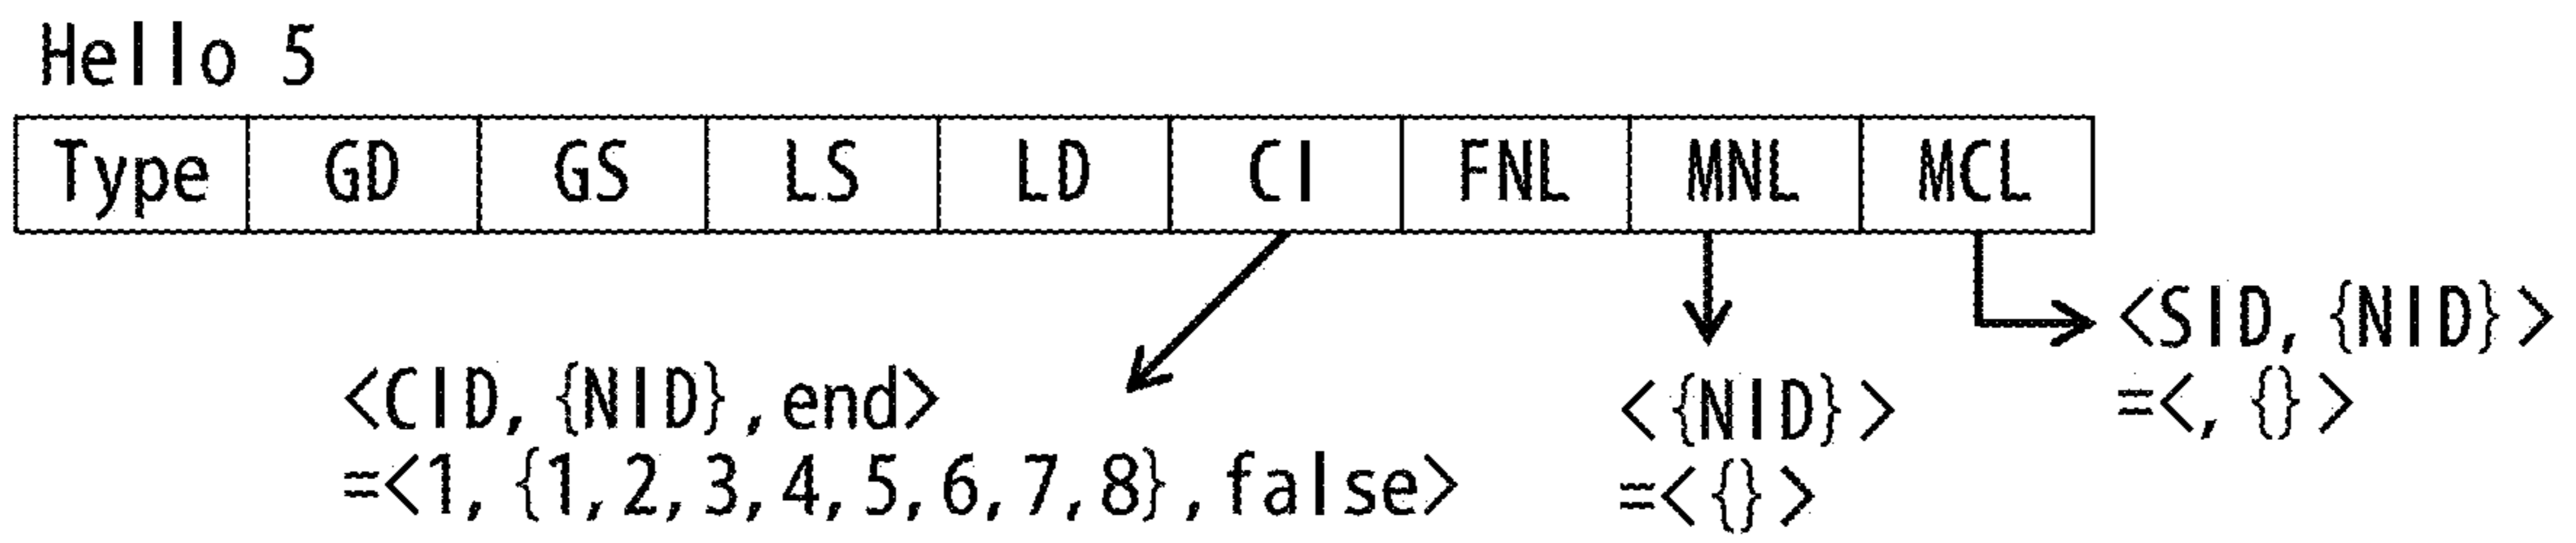 Hello 5
Type GD GS LS LD CI FNL MNL MCL
<SID, {NID}>
=<, {}>
<CID, {NID}, end>
=<1, {1, 2, 3, 4, 5, 6, 7, 8}, false>
<{NID}>
=<{}>